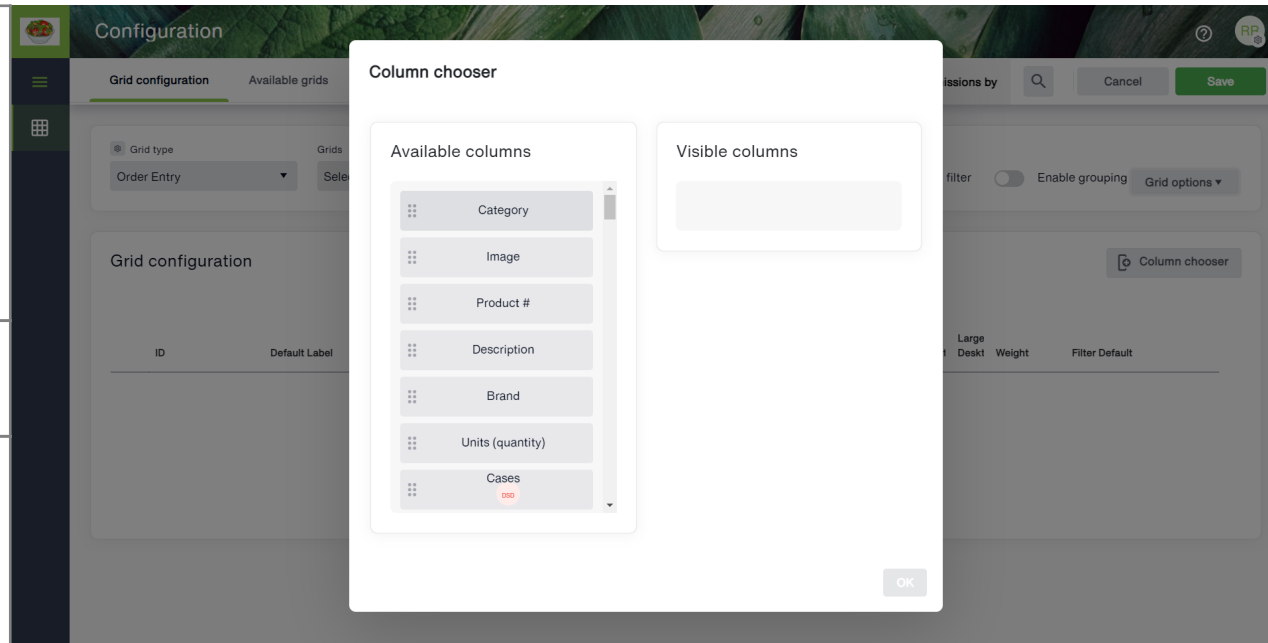 Configuration
RP
Grid configuration
Available grids
Column chooser
issions by
Cancel
Save
Grid type
Grids
Order Entry
Sele
Available columns
Visible columns
filter
Enable grouping
Grid options
Category
Image
Product #
Description
Brand
Units (quantity)
Cases
DSD
Grid configuration
Column chooser
ID
Default Label
t
Large
Deskt
Weight
Filter Default
OK